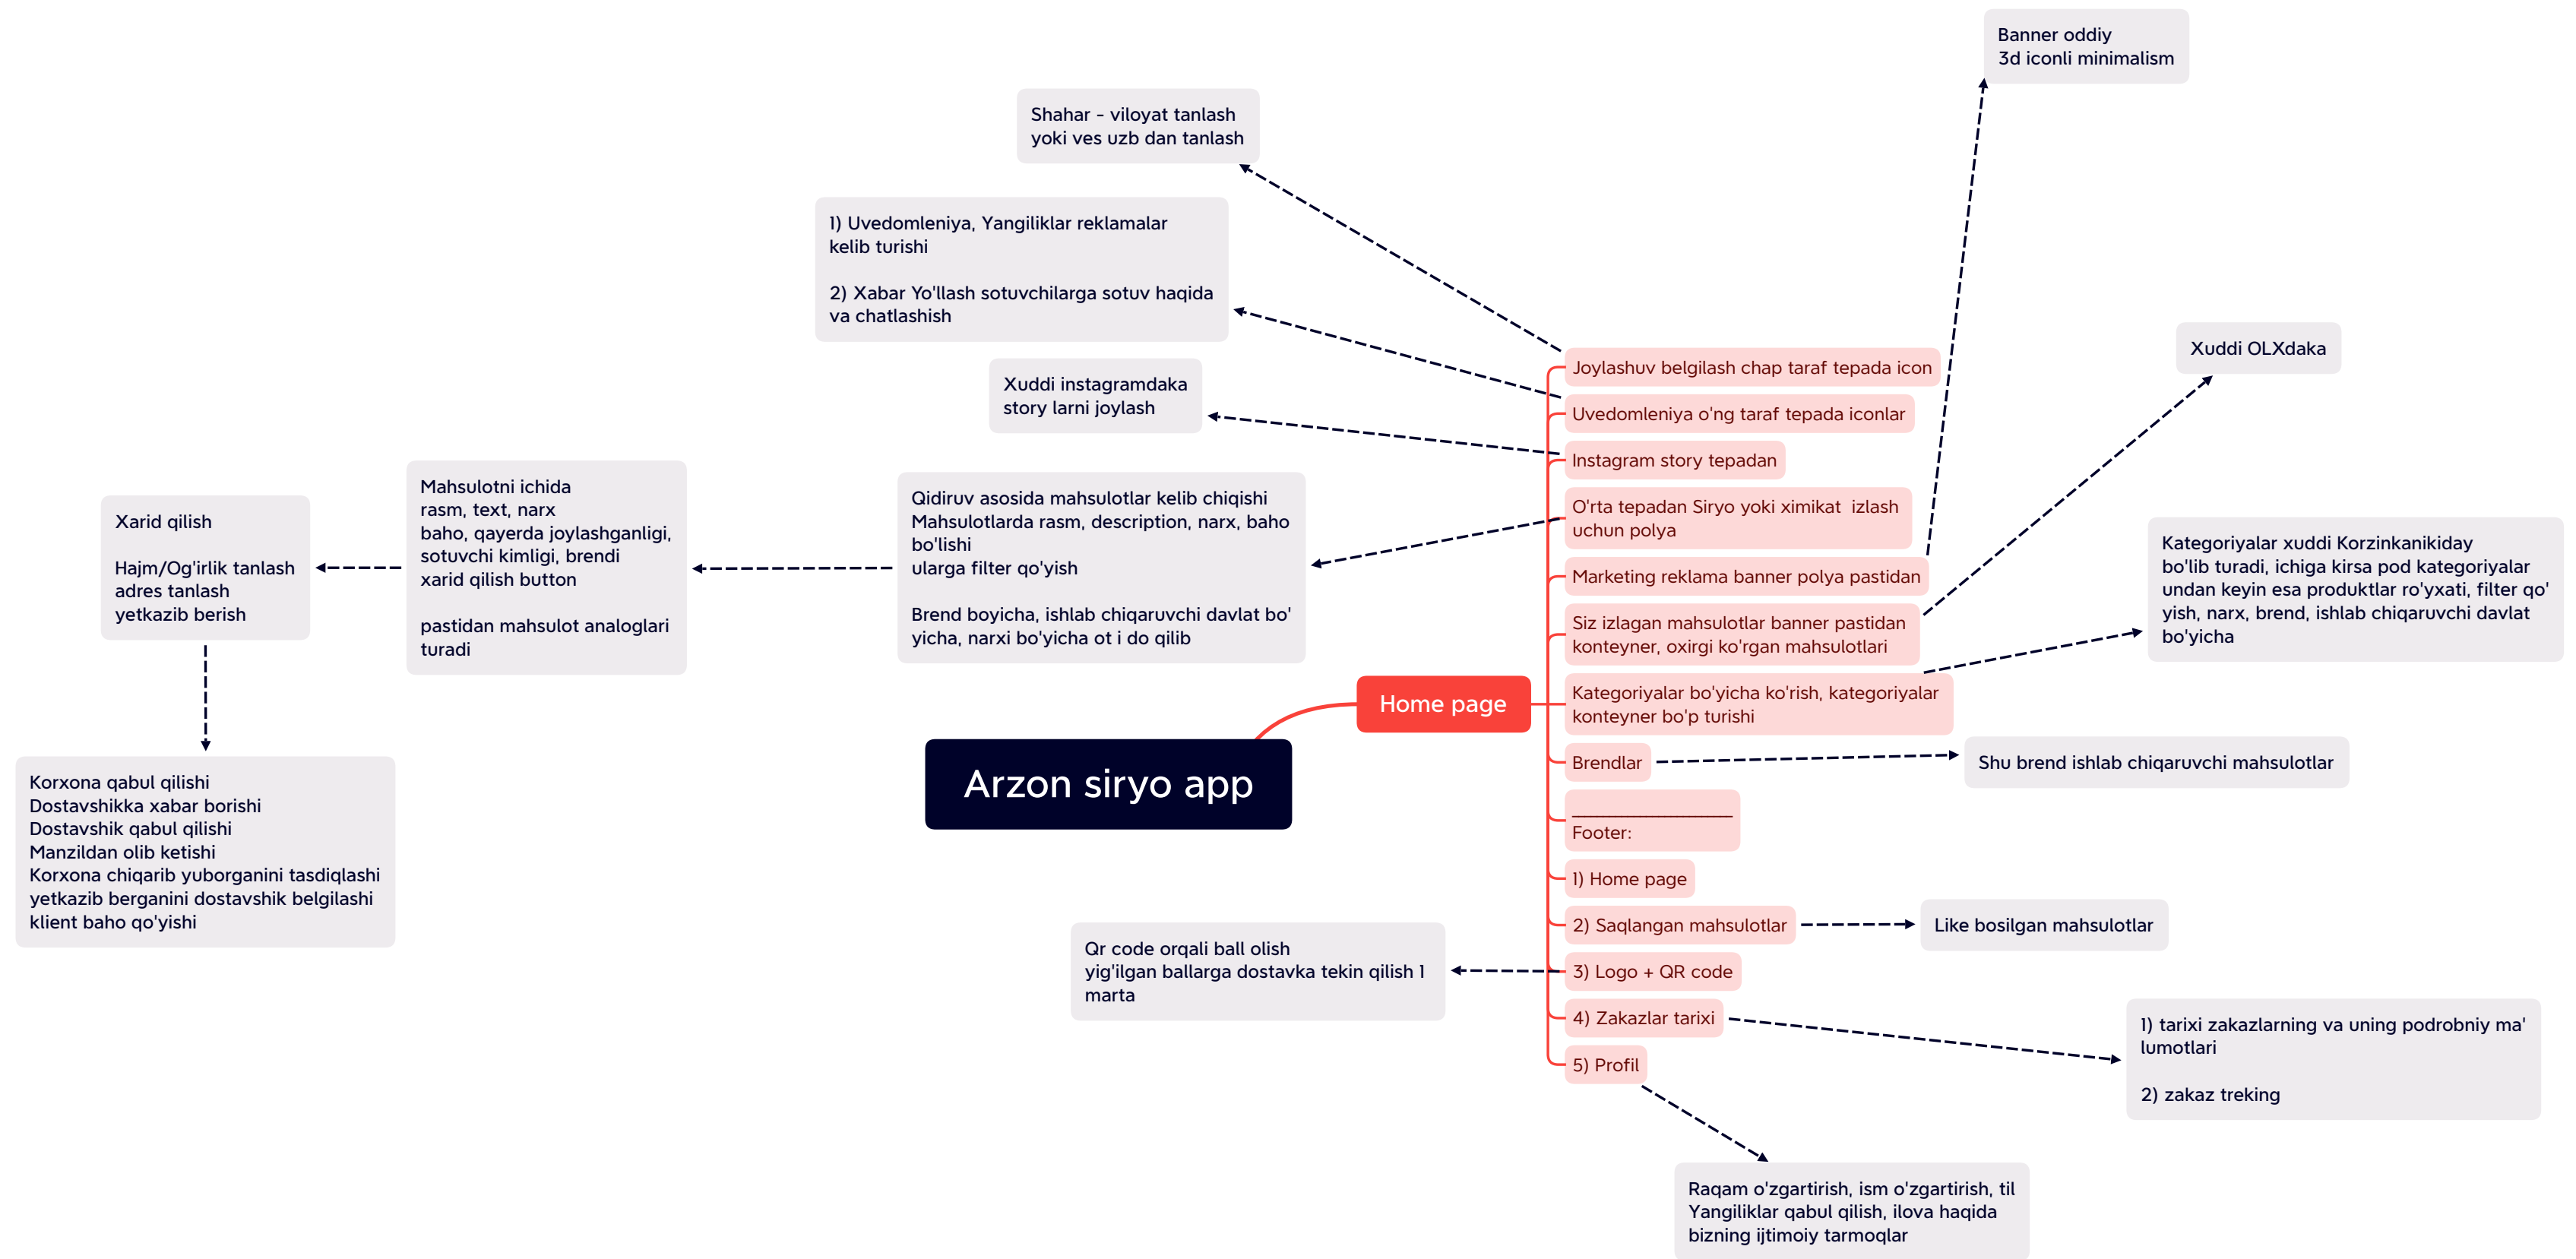 Banner oddiy
3d iconli minimalism
Shahar - viloyat tanlash
yoki ves uzb dan tanlash
1) Uvedomleniya, Yangiliklar reklamalar
kelib turishi
2) Xabar Yo'llash sotuvchilarga sotuv haqida
va chatlashish
Xuddi instagramdaka
story larni joylash
Xuddi OLXdaka
Joylashuv belgilash chap taraf tepada icon
Uvedomleniya o'ng taraf tepada iconlar
Instagram story tepadan
O'rta tepadan Siryo yoki ximikat  izlash
uchun polya
Marketing reklama banner polya pastidan
Siz izlagan mahsulotlar banner pastidan
konteyner, oxirgi ko'rgan mahsulotlari
Kategoriyalar bo'yicha ko'rish, kategoriyalar
konteyner bo'p turishi
Brendlar
______________________
Footer:
1) Home page
2) Saqlangan mahsulotlar
3) Logo + QR code
4) Zakazlar tarixi
5) Profil
Qidiruv asosida mahsulotlar kelib chiqishi
Mahsulotlarda rasm, description, narx, baho
bo'lishi
ularga filter qo'yish
Brend boyicha, ishlab chiqaruvchi davlat bo'
yicha, narxi bo'yicha ot i do qilib
Mahsulotni ichida
rasm, text, narx
baho, qayerda joylashganligi,
sotuvchi kimligi, brendi
xarid qilish button
pastidan mahsulot analoglari
turadi
Xarid qilish
Hajm/Og'irlik tanlash
adres tanlash
yetkazib berish
Korxona qabul qilishi
Dostavshikka xabar borishi
Dostavshik qabul qilishi
Manzildan olib ketishi
Korxona chiqarib yuborganini tasdiqlashi
yetkazib berganini dostavshik belgilashi
klient baho qo'yishi
Kategoriyalar xuddi Korzinkanikiday
bo'lib turadi, ichiga kirsa pod kategoriyalar
undan keyin esa produktlar ro'yxati, filter qo'
yish, narx, brend, ishlab chiqaruvchi davlat
bo'yicha
Home page
Arzon siryo app
Shu brend ishlab chiqaruvchi mahsulotlar
Like bosilgan mahsulotlar
Qr code orqali ball olish
yig'ilgan ballarga dostavka tekin qilish 1
marta
1) tarixi zakazlarning va uning podrobniy ma'
lumotlari
2) zakaz treking
Raqam o'zgartirish, ism o'zgartirish, til
Yangiliklar qabul qilish, ilova haqida
bizning ijtimoiy tarmoqlar